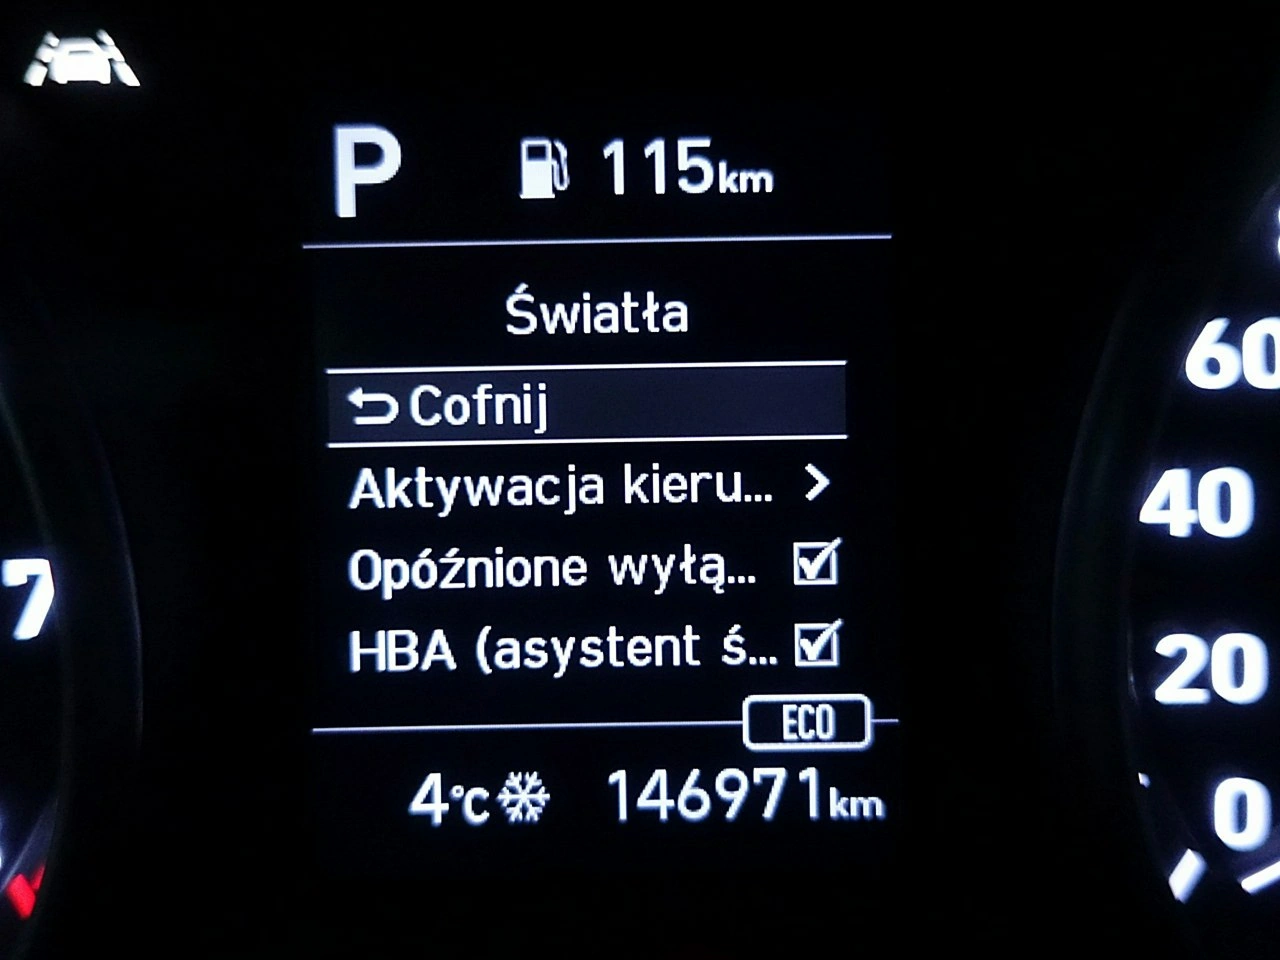 P 115km
Światła
Cofnij
Aktywacja kieru... >
Opóźnione wyłą...
HBA (asystent ś...
ECO
4°C 146971km
7
60
40
20
0